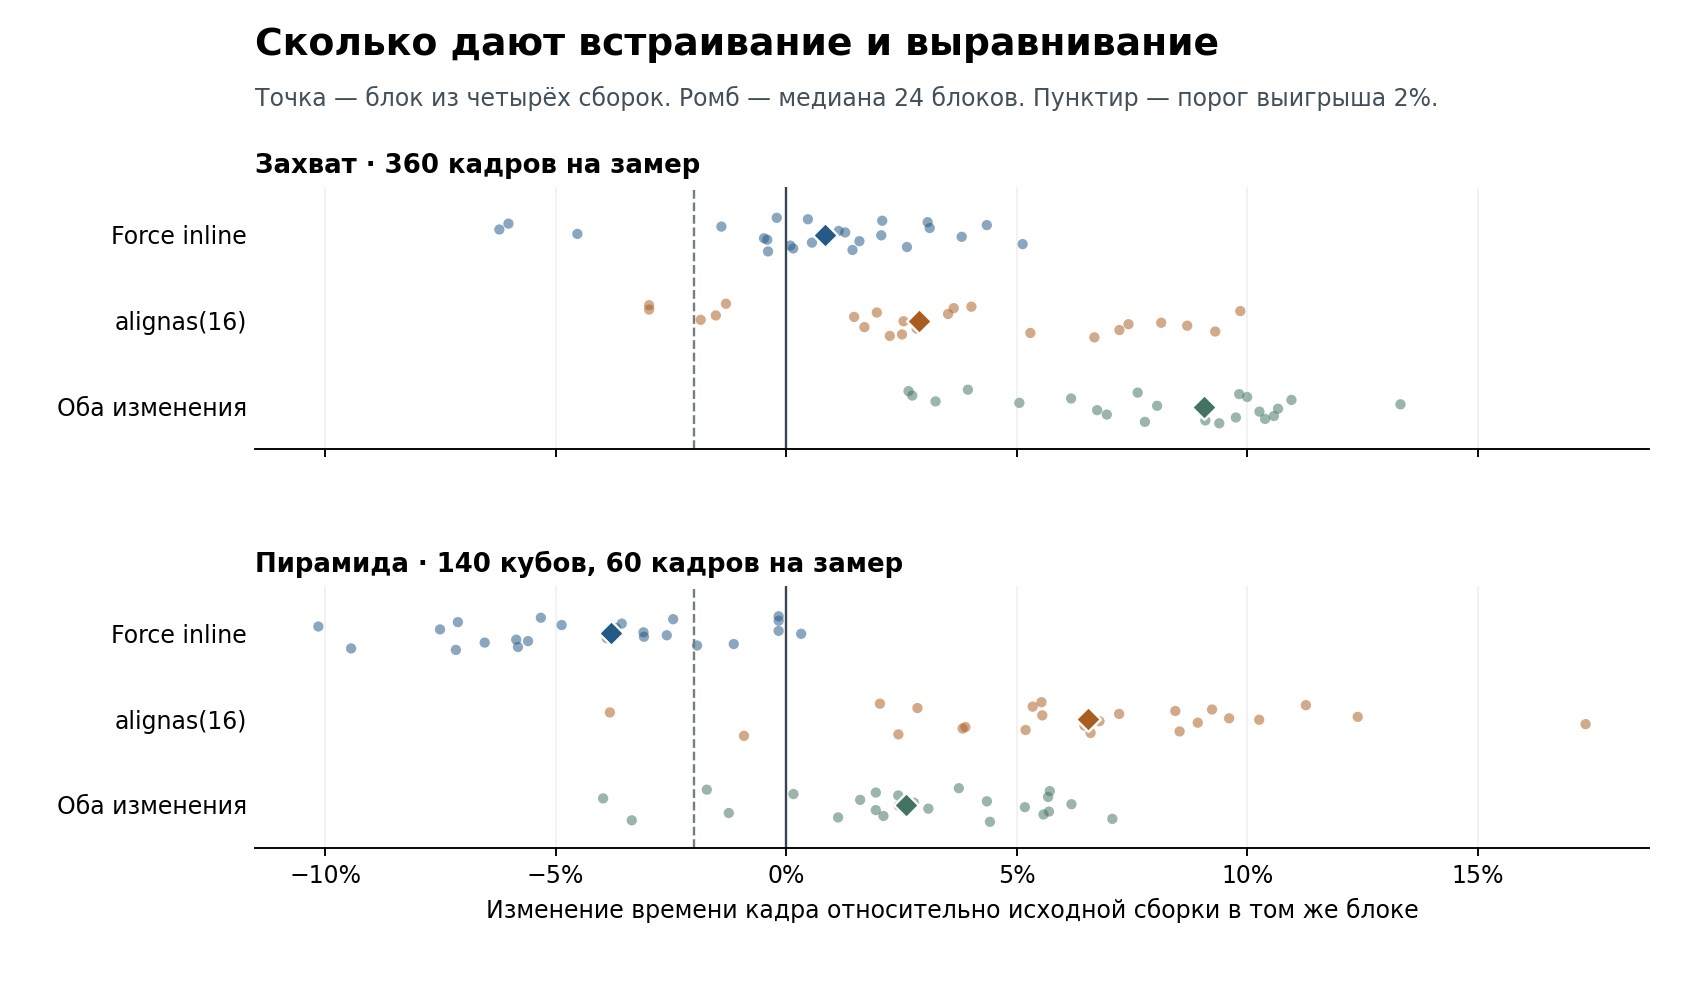 Сколько дают встраивание и выравнивание
Точка — блок из четырёх сборок. Ромб — медиана 24 блоков. Пунктир — порог выигрыша 2%.
Захват · 360 кадров на замер
Force inline
alignas(16)
Оба изменения
Пирамида · 140 кубов, 60 кадров на замер
Force inline
alignas(16)
Оба изменения
−10% −5% 0% 5% 10% 15%
Изменение времени кадра относительно исходной сборки в том же блоке